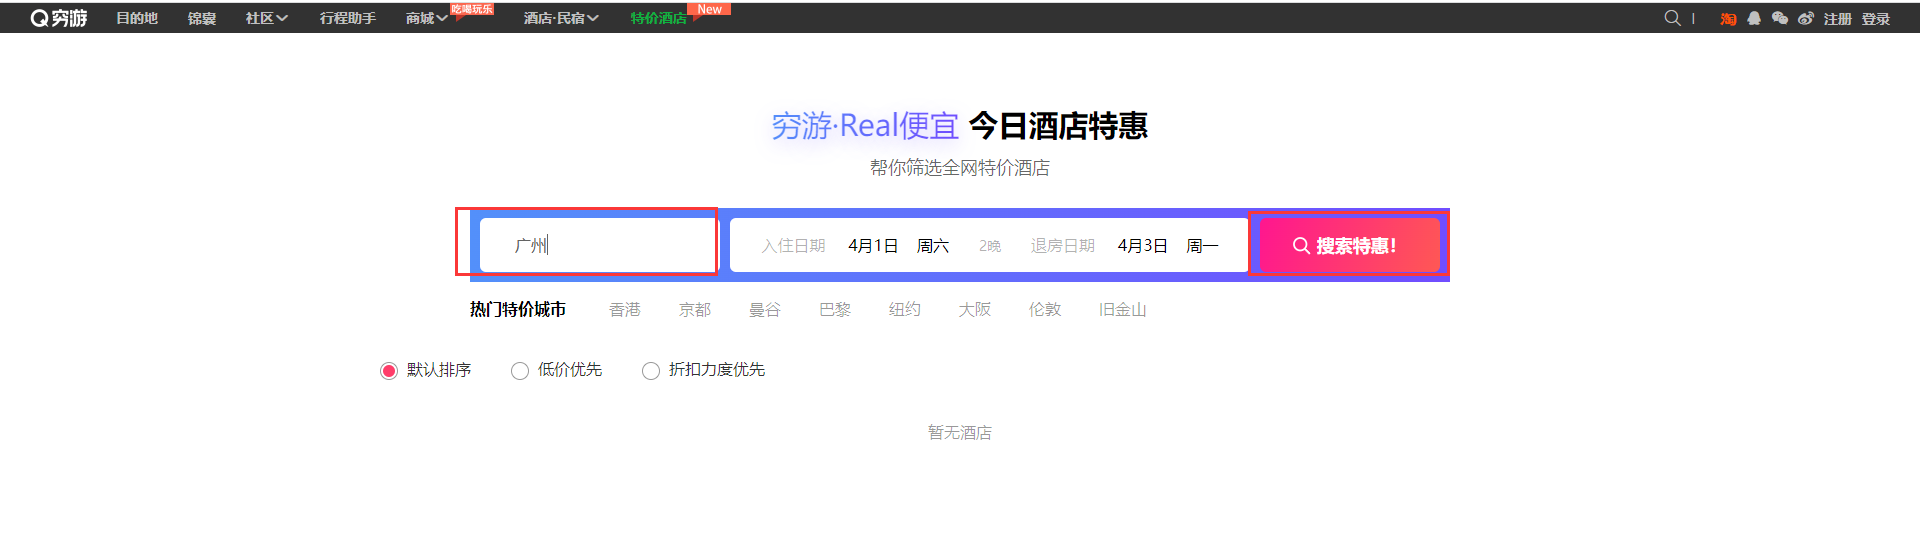 穷游 目的地 锦囊 社区 行程助手 商城 吃喝玩乐 酒店·民宿 特价酒店 New 淘 注册 登录
穷游·Real便宜 今日酒店特惠
帮你筛选全网特价酒店
广州 入住日期 4月1日 周六 2晚 退房日期 4月3日 周一 搜索特惠!
热门特价城市 香港 京都 曼谷 巴黎 纽约 大阪 伦敦 旧金山
默认排序 低价优先 折扣力度优先
暂无酒店